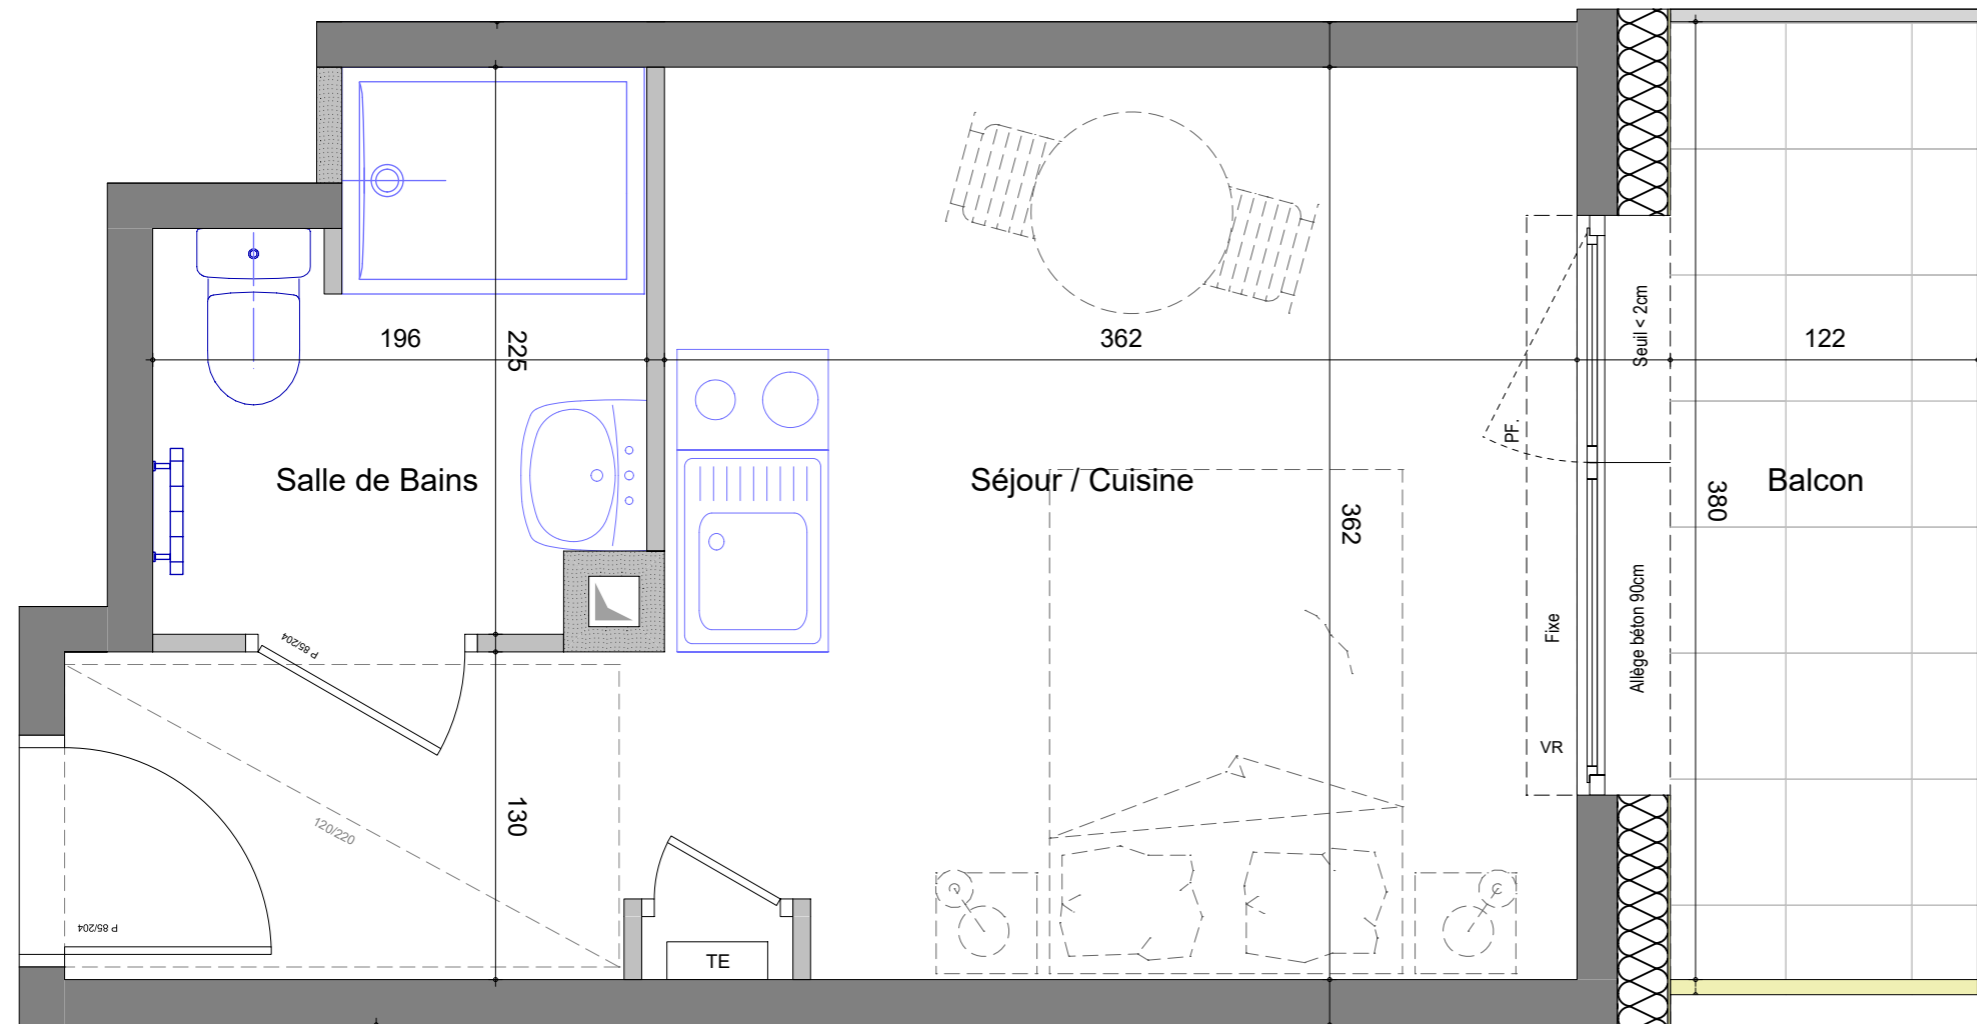 196
225
362
122
Seuil < 2cm
PF.
Salle de Bains
Séjour / Cuisine
Balcon
380
362
Allège béton 90cm
Fixe
P 85/204
VR
130
120/220
P 85/204
TE